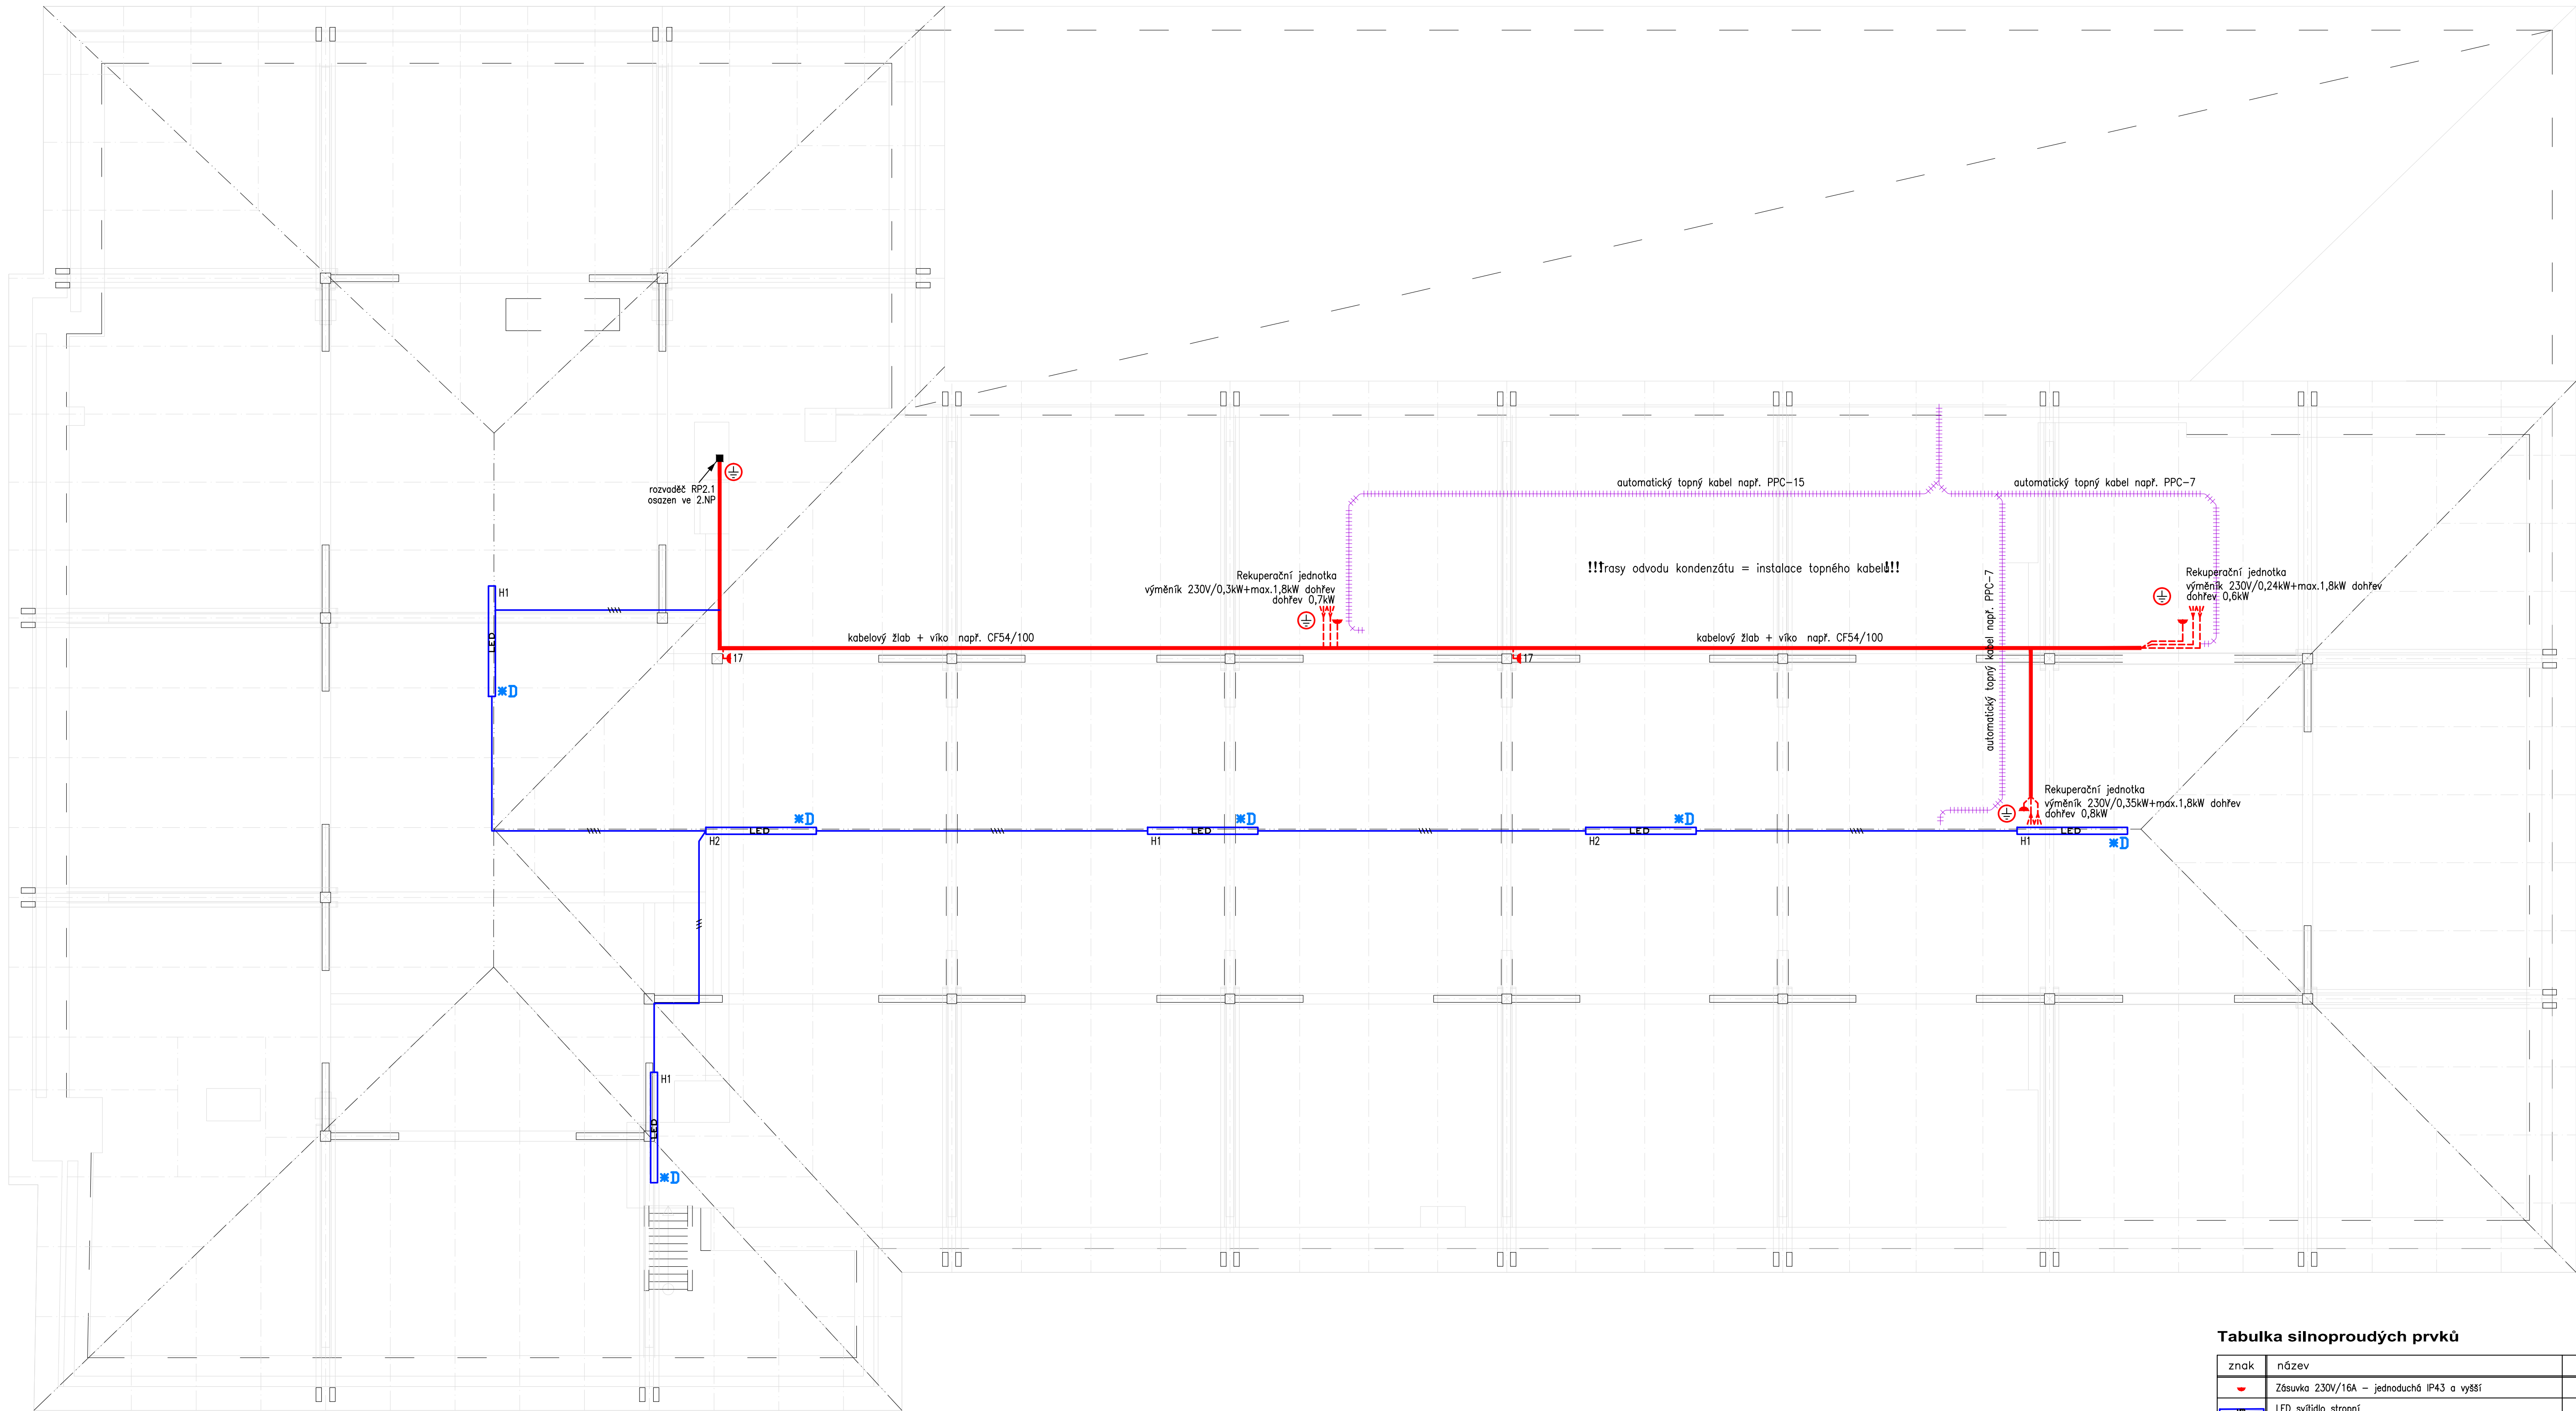 rozvaděč RP2.1
osazen ve 2.NP
automatický topný kabel např. PPC-15
automatický topný kabel např. PPC-7
!!!Trasy odvodu kondenzátu = instalace topného kabelu!!!
Rekuperační jednotka
výměník 230V/0,3kW+max.1,8kW dohřev
dohřev 0,7kW
Rekuperační jednotka
výměník 230V/0,24kW+max.1,8kW dohřev
dohřev 0,6kW
automatický topný kabel např. PPC-7
H1
LED
*D
kabelový žlab + víko např. CF54/100
kabelový žlab + víko např. CF54/100
17
17
Rekuperační jednotka
výměník 230V/0,35kW+max.1,8kW dohřev
dohřev 0,8kW
*D
*D
*D
LED
LED
LED
LED
H2
H1
H2
H1
*D
H1
LED
*D
Tabulka silnoproudých prvků
znak název
Zásuvka 230V/16A – jednoduchá IP43 a vyšší
LED svítidlo stropní